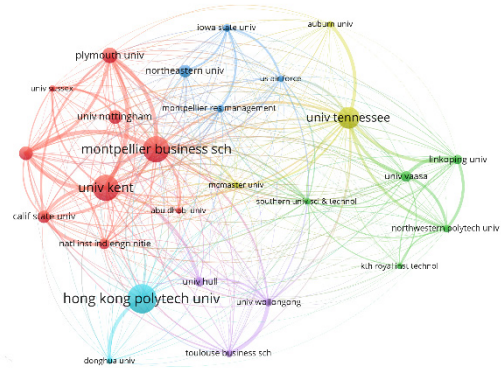 auburn univ
iowa state univ
plymouth univ
northeastern univ
us air force
univ sussex
montpellier res management
univ nottingham
univ tennessee
montpellier business sch
linkoping univ
univ vaasa
mcmaster univ
univ kent
southern univ sci & technol
abu dhabi univ
calif state univ
northwestern polytech univ
natl inst ind engn nitie
kth royal inst technol
univ hull
hong kong polytech univ
univ wollongong
toulouse business sch
donghua univ